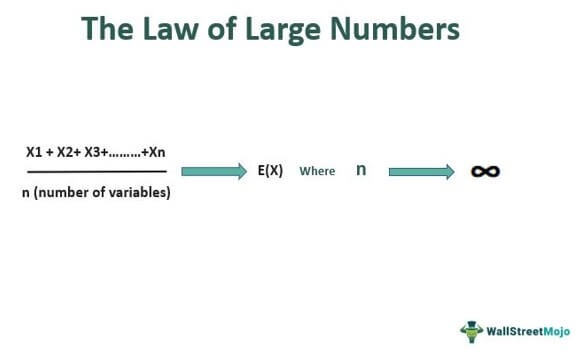 The Law of Large Numbers
X1 + X2+ X3+.........+Xn
n (number of variables)
E(X) Where n ∞
WallStreetMojo